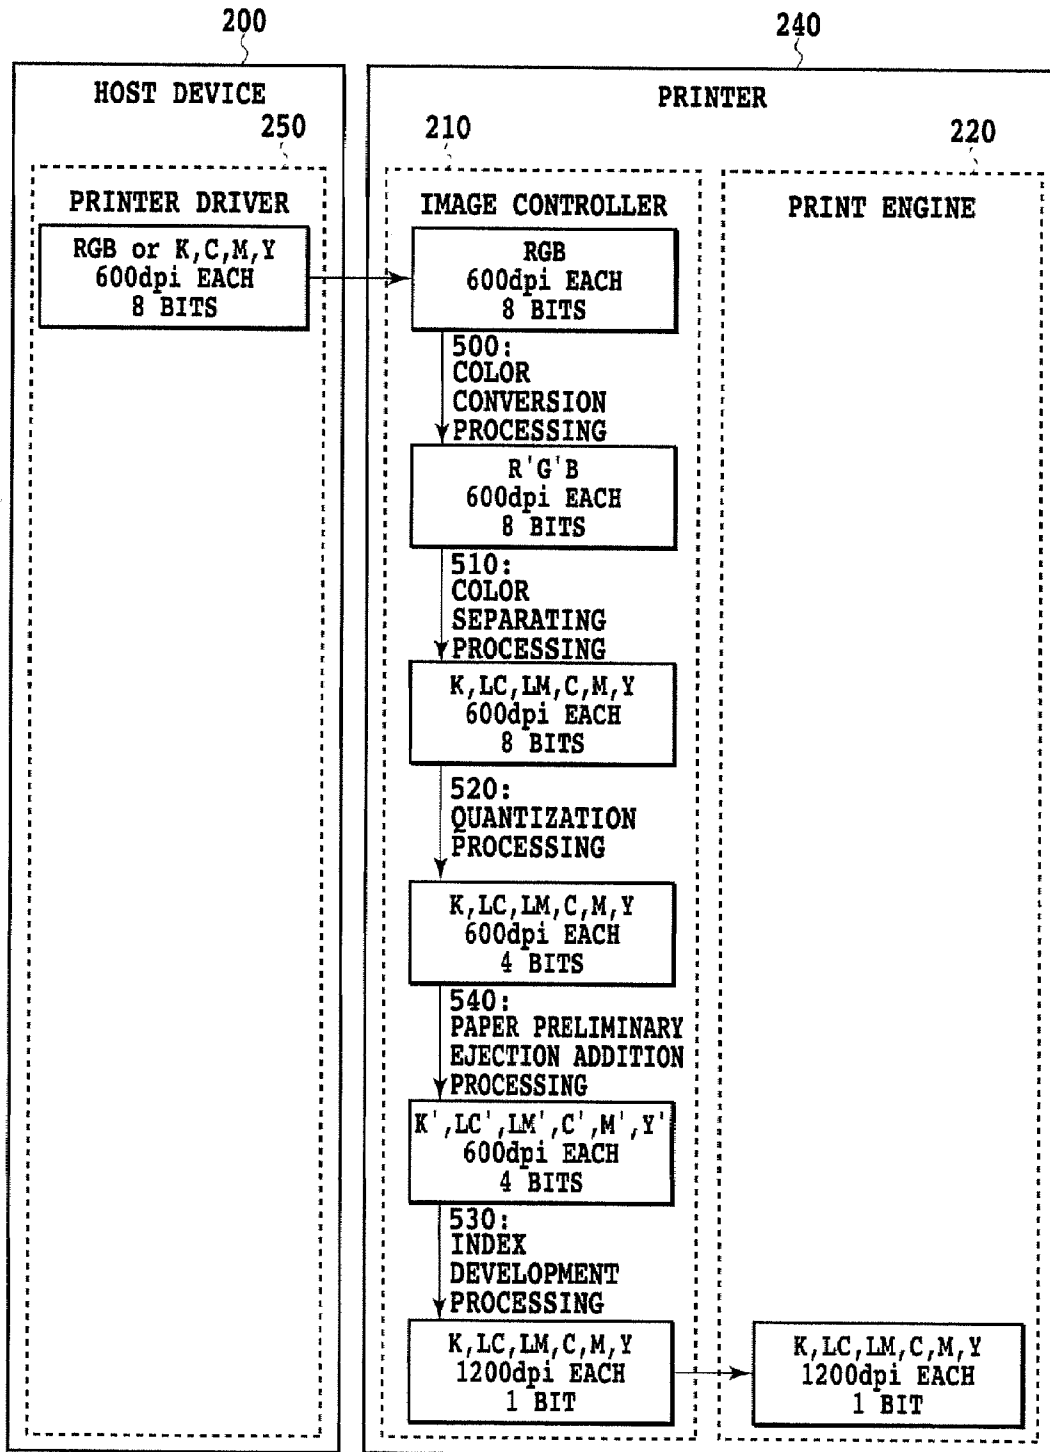 200
240
HOST DEVICE
PRINTER
250
210
220
PRINTER DRIVER
RGB or K,C,M,Y
600dpi EACH
8 BITS
IMAGE CONTROLLER
RGB
600dpi EACH
8 BITS
500:
COLOR
CONVERSION
PROCESSING
R'G'B
600dpi EACH
8 BITS
510:
COLOR
SEPARATING
PROCESSING
K,LC,LM,C,M,Y
600dpi EACH
8 BITS
520:
QUANTIZATION
PROCESSING
K,LC,LM,C,M,Y
600dpi EACH
4 BITS
540:
PAPER PRELIMINARY
EJECTION ADDITION
PROCESSING
K',LC',LM',C',M',Y'
600dpi EACH
4 BITS
530:
INDEX
DEVELOPMENT
PROCESSING
K,LC,LM,C,M,Y
1200dpi EACH
1 BIT
PRINT ENGINE
K,LC,LM,C,M,Y
1200dpi EACH
1 BIT